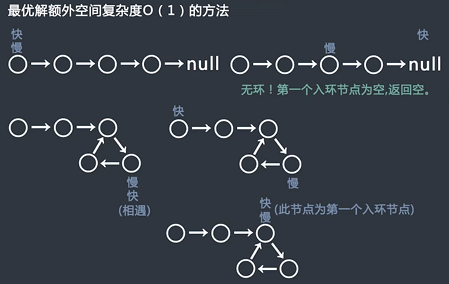 最优解额外空间复杂度O（1）的方法
快
慢
null
慢
快
null
无环！第一个入环节点为空,返回空。
快
慢
快
(相遇)
慢
快
慢
(此节点为第一个入环节点)